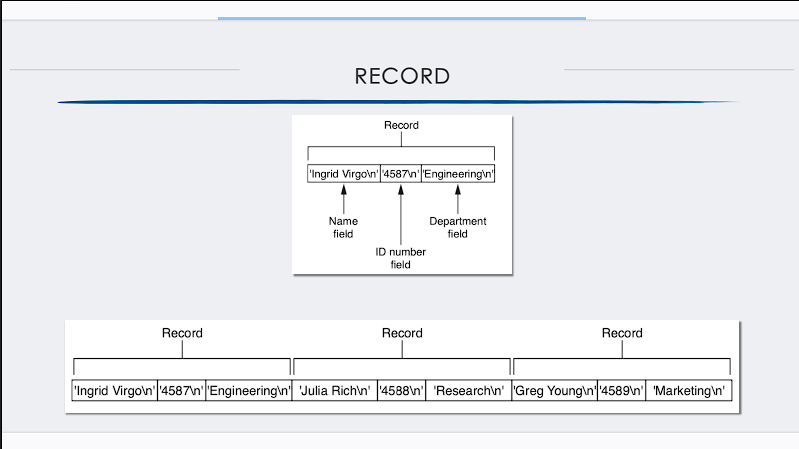 RECORD
Record
'Ingrid Virgo\n' '4587\n' 'Engineering\n'
Name
field
Department
field
ID number
field
Record Record Record
'Ingrid Virgo\n' '4587\n' 'Engineering\n' 'Julia Rich\n' '4588\n' 'Research\n' 'Greg Young\n' '4589\n' 'Marketing\n'